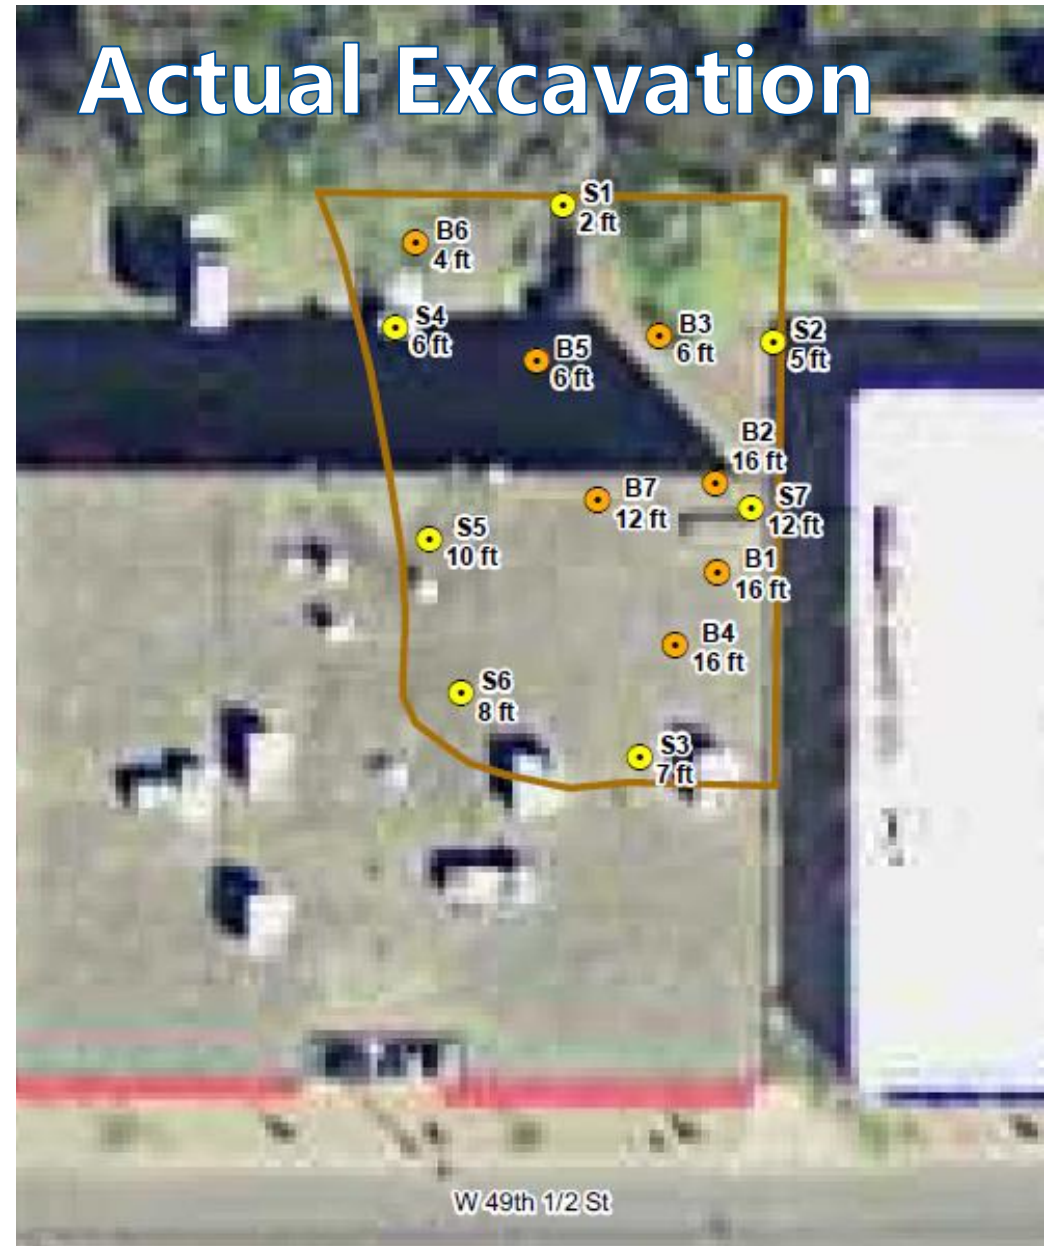 Actual Excavation
S1
2 ft
B6
4 ft
S4
6 ft
B3
6 ft
S2
5 ft
B5
6 ft
B2
16 ft
B7
12 ft
S7
12 ft
S5
10 ft
B1
16 ft
B4
16 ft
S6
8 ft
S3
7 ft
W 49th 1/2 St